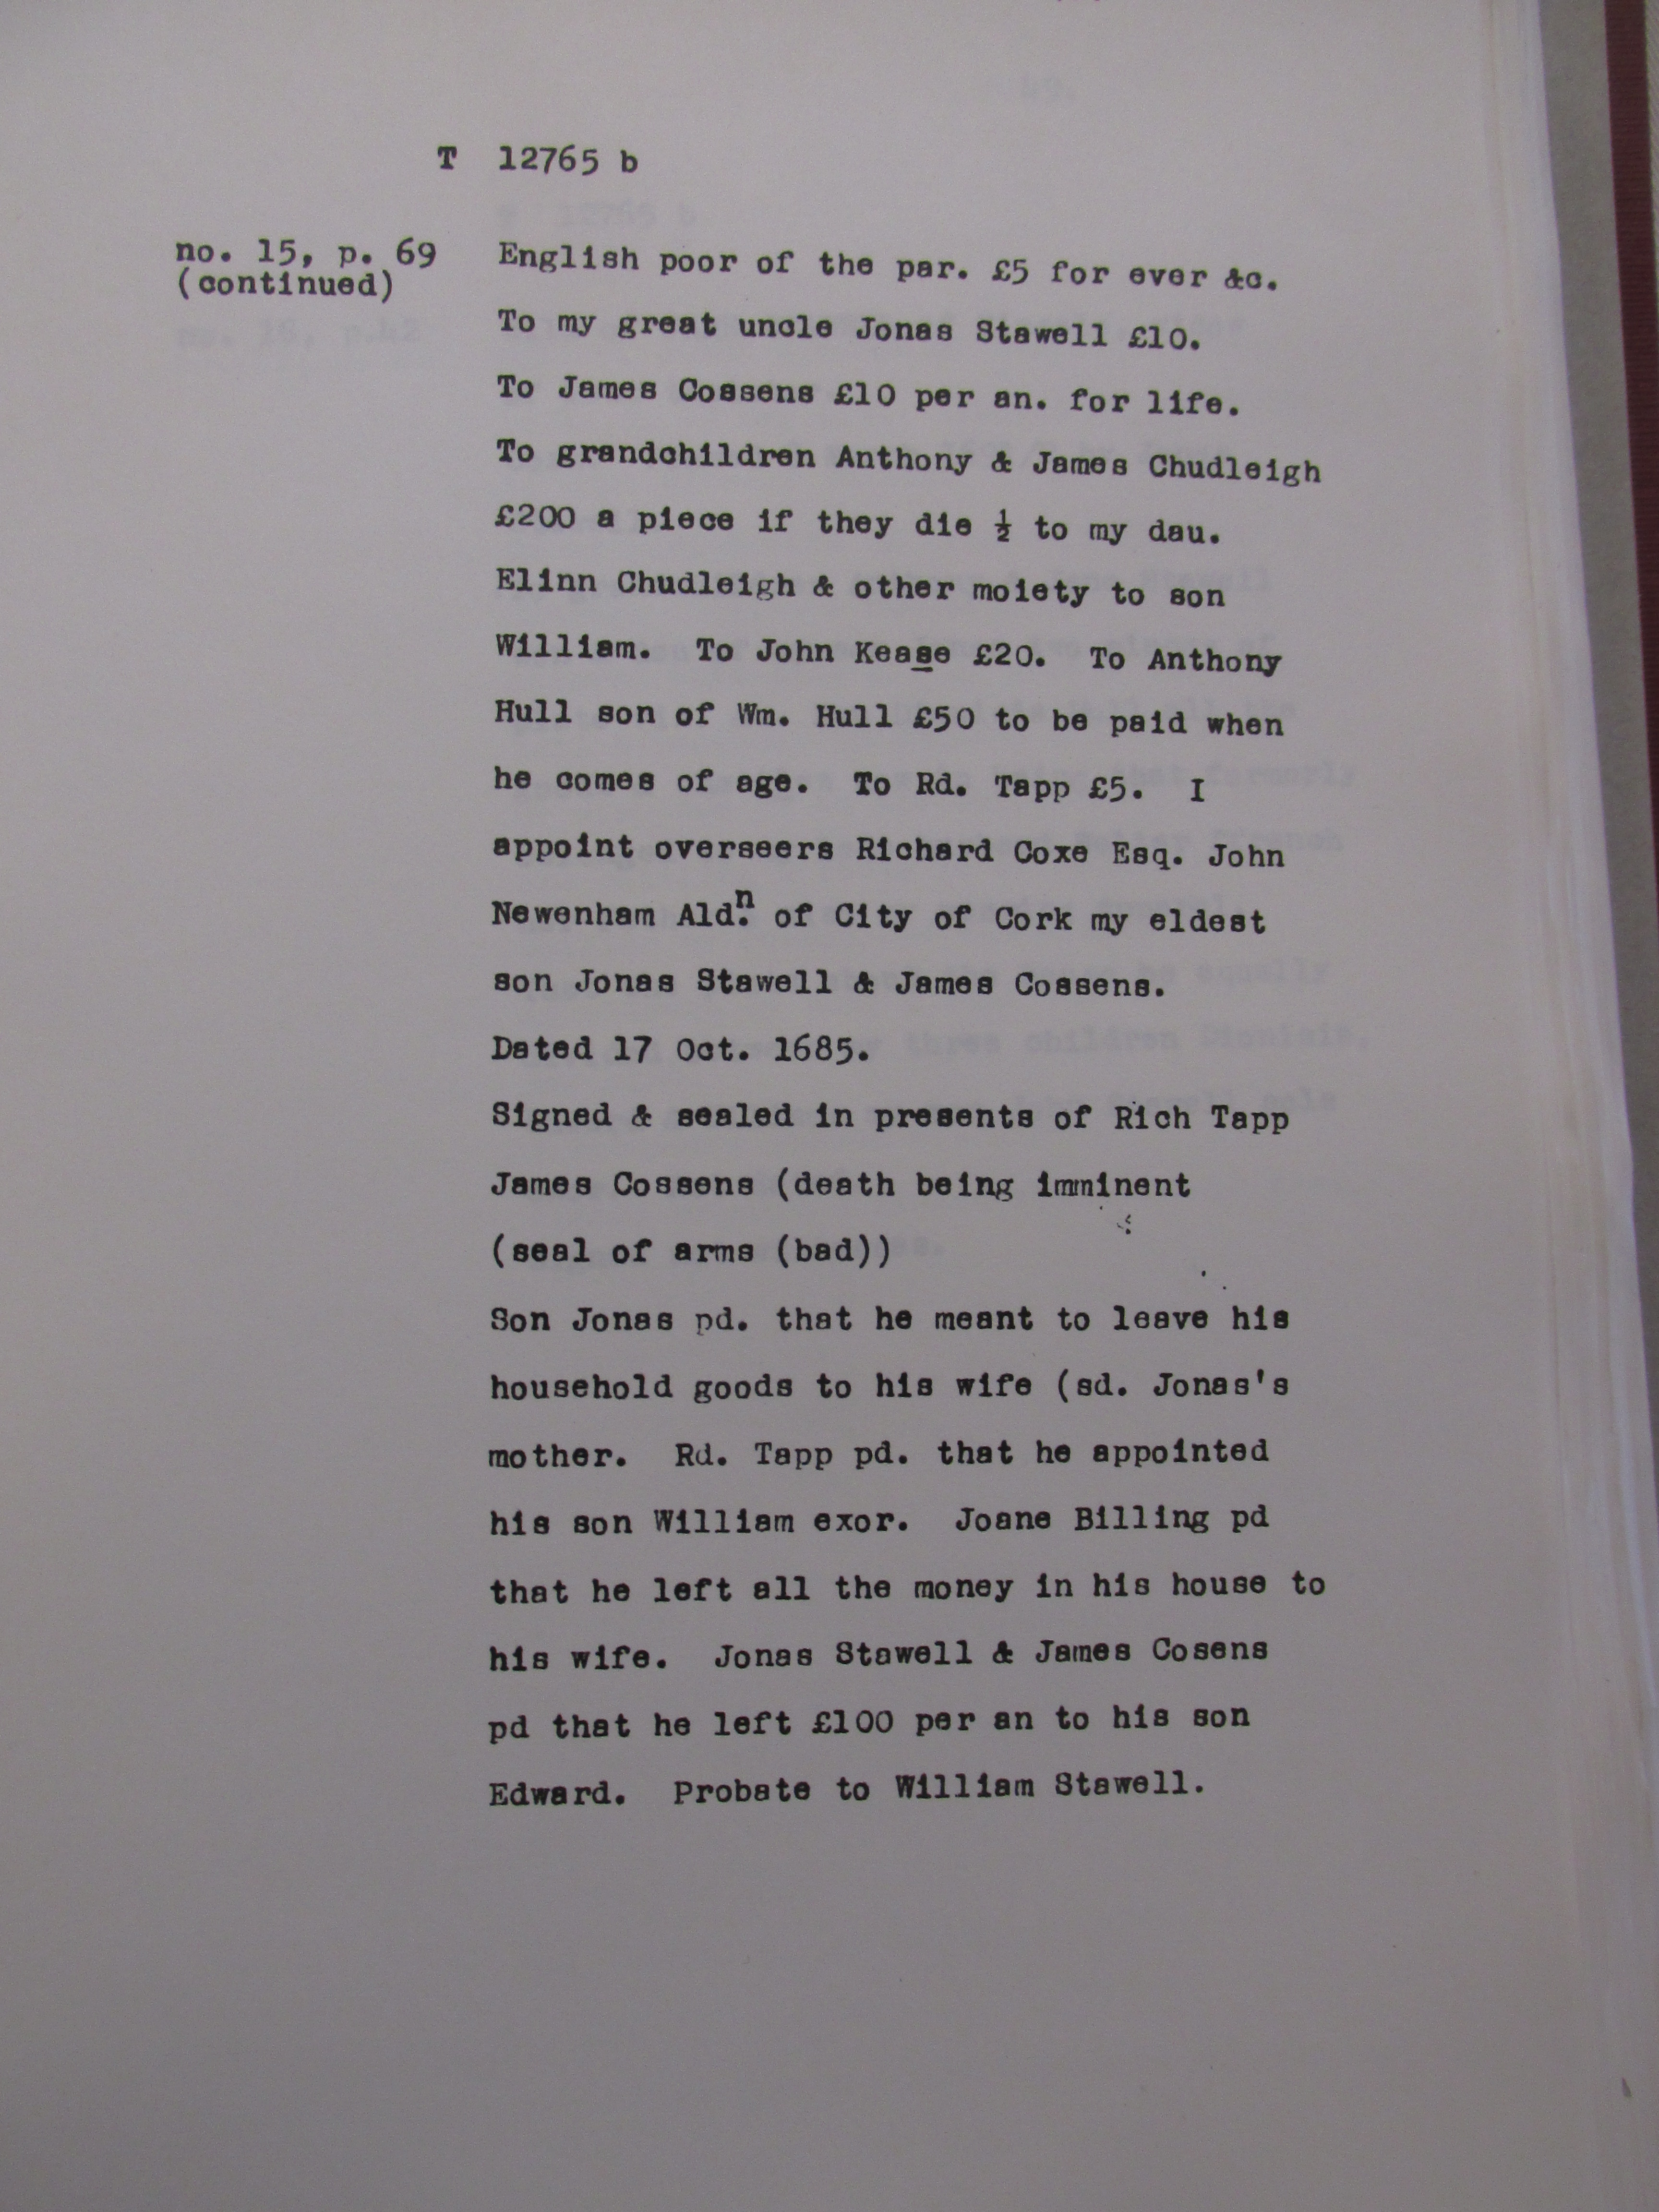 T 12765 b
no. 15, p. 69
(continued)
English poor of the par. £5 for ever &c.
To my great uncle Jonas Stawell £10.
To James Cossens £10 per an. for life.
To grandchildren Anthony & James Chudleigh
£200 a piece if they die ½ to my dau.
Elinn Chudleigh & other moiety to son
William. To John Kease £20. To Anthony
Hull son of Wm. Hull £50 to be paid when
he comes of age. To Rd. Tapp £5. I
appoint overseers Richard Coxe Esq. John
Newenham Ald.n of City of Cork my eldest
son Jonas Stawell & James Cossens.
Dated 17 Oct. 1685.
Signed & sealed in presents of Rich Tapp
James Cossens (death being imminent
(seal of arms (bad))
Son Jonas pd. that he meant to leave his
household goods to his wife (sd. Jonas's
mother. Rd. Tapp pd. that he appointed
his son William exor. Joane Billing pd
that he left all the money in his house to
his wife. Jonas Stawell & James Cosens
pd that he left £100 per an to his son
Edward. Probate to William Stawell.